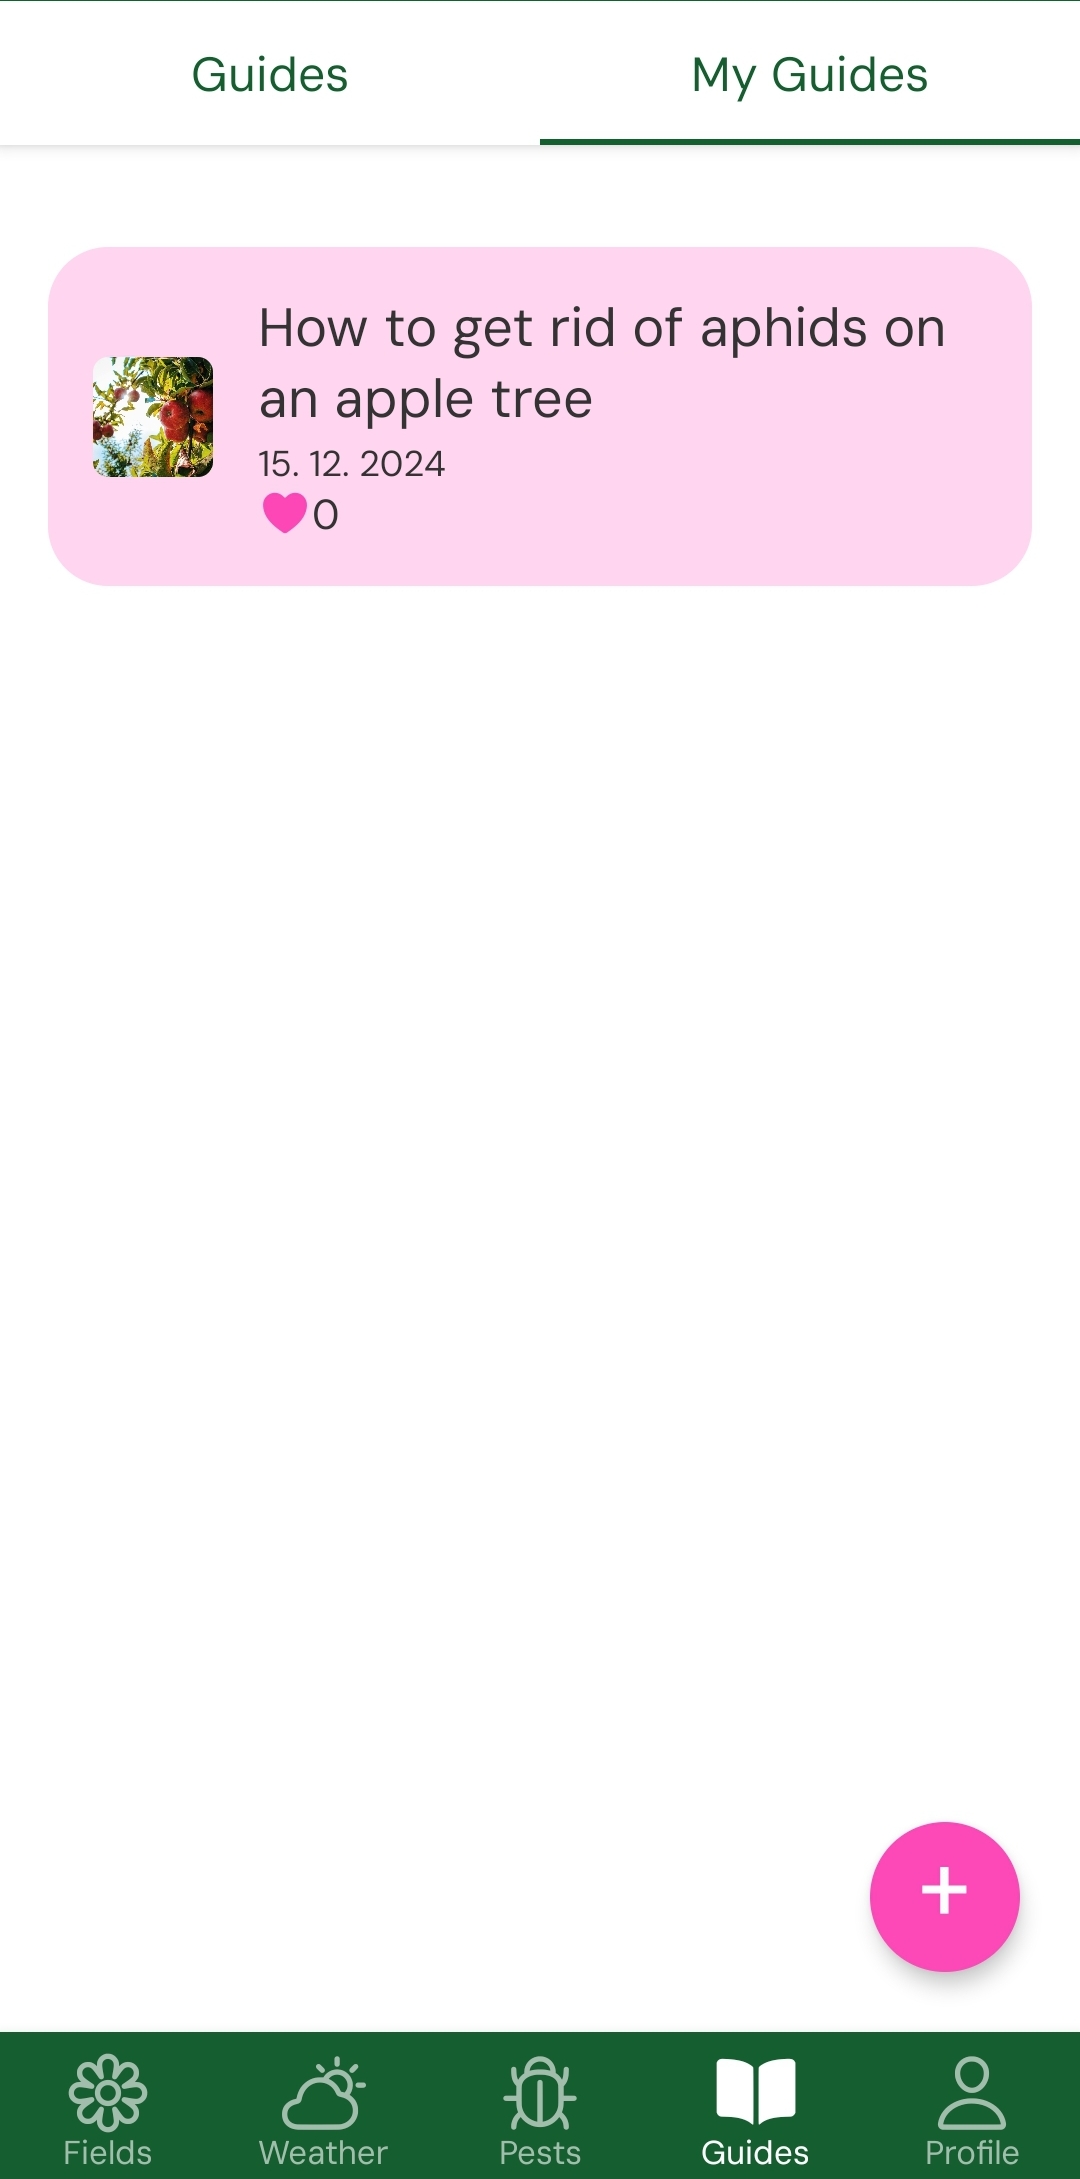 Guides
My Guides
How to get rid of aphids on
an apple tree
15. 12. 2024
0
+
Fields
Weather
Pests
Guides
Profile